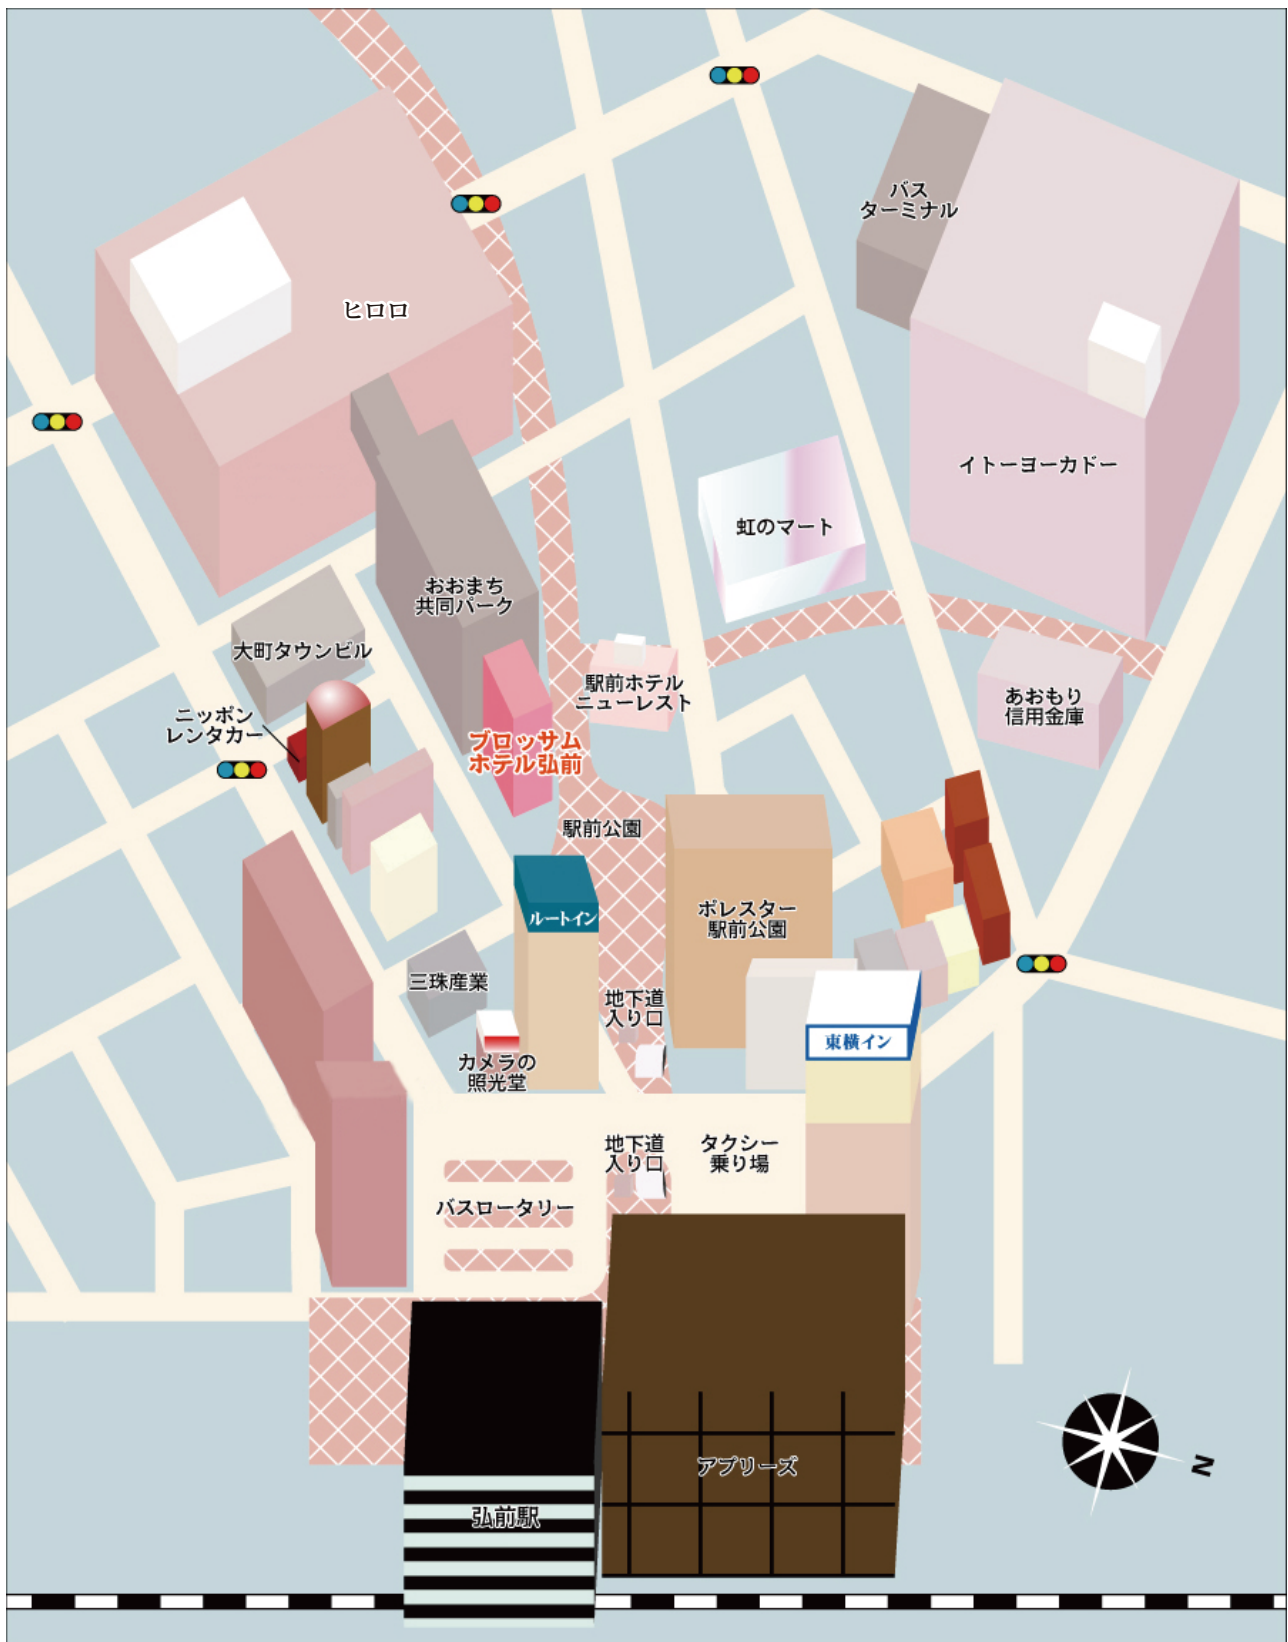 バス
ターミナル
ヒロロ
イトーヨーカドー
虹のマート
おおまち
共同パーク
大町タウンビル
駅前ホテル
ニューレスト
あおもり
信用金庫
ニッポン
レンタカー
ブロッサム
ホテル弘前
駅前公園
ルートイン
ポレスター
駅前公園
三珠産業
地下道
入り口
東横イン
カメラの
照光堂
地下道
入り口
タクシー
乗り場
バスロータリー
アプリーズ
N
弘前駅